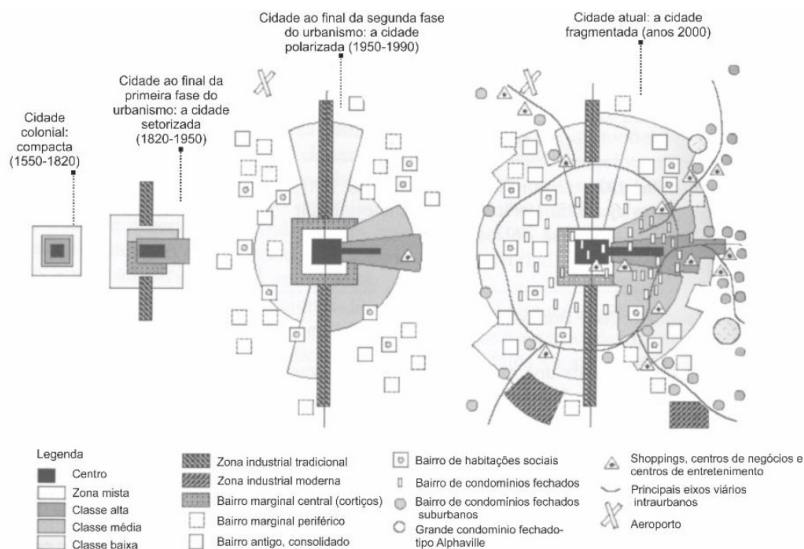 Cidade ao final da segunda fase
do urbanismo: a cidade
polarizada (1950-1990)
Cidade atual: a cidade
fragmentada (anos 2000)
Cidade ao final da
primeira fase do
urbanismo: a cidade
setorizada
(1820-1950)
Cidade
colonial:
compacta
(1550-1820)
Legenda
Centro
Zona mista
Classe alta
Classe média
Classe baixa
Zona industrial tradicional
Zona industrial moderna
Bairro marginal central (cortiços)
Bairro marginal periférico
Bairro antigo, consolidado
Bairro de habitações sociais
Bairro de condomínios fechados
Bairro de condomínios fechados
suburbanos
Grande condominio fechado-
tipo Alphaville
Shoppings, centros de negócios e
centros de entretenimento
Principais eixos viários
intraurbanos
Aeroporto